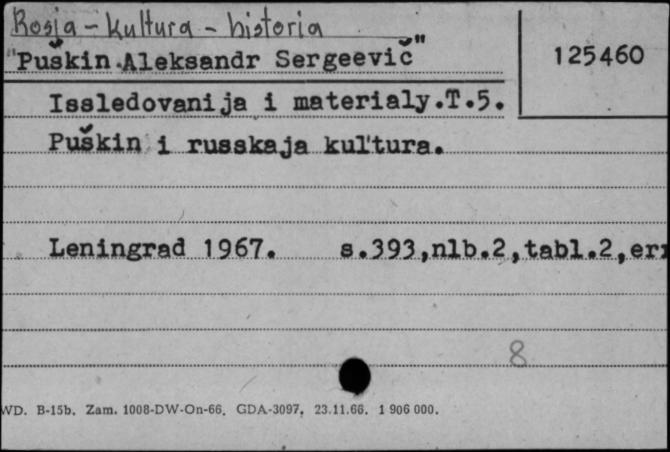 Rosja - kultura - historia
"Puškin Aleksandr Sergeevič"
125460
Issledovanija i materialy.T.5.
Puškin i russkaja kul'tura.
Leningrad 1967. s.393,nlb.2,tabl.2,err
8
WD. B-15b. Zam. 1008-DW-On-66. GDA-3097. 23.11.66. 1 906 000.